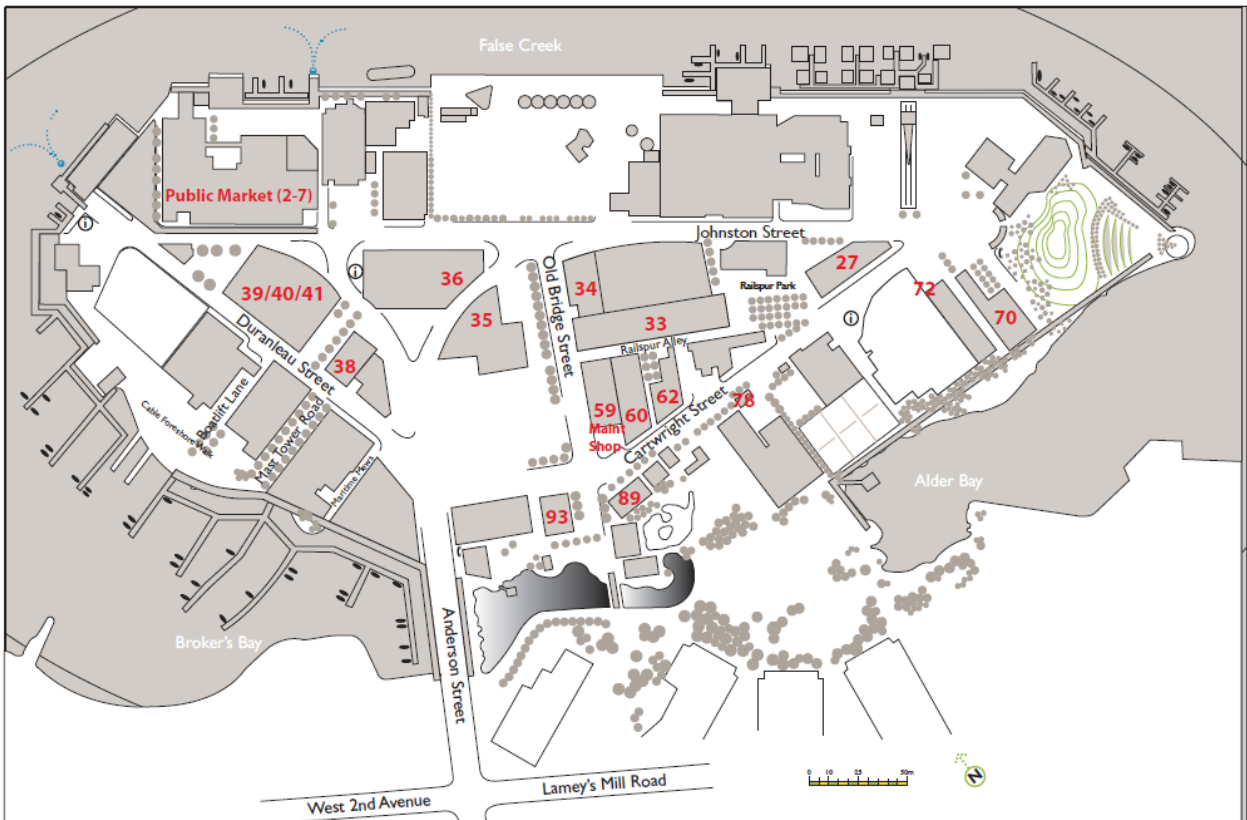 False Creek
Public Market (2-7)
i
Johnston Street
39/40/41
i
36
34
27
Old Bridge Street
Railspur Park
72
35
33
i
70
Duranleau Street
38
Railspur Alley
62
78
59
60
Maint
Shop
Cartwright Street
Cable Foreshore Walk
Boatlift Lane
Mast Tower Road
Maritime Mews
Alder Bay
89
93
Broker's Bay
Anderson Street
0 10 25 50m
N
Lamey's Mill Road
West 2nd Avenue